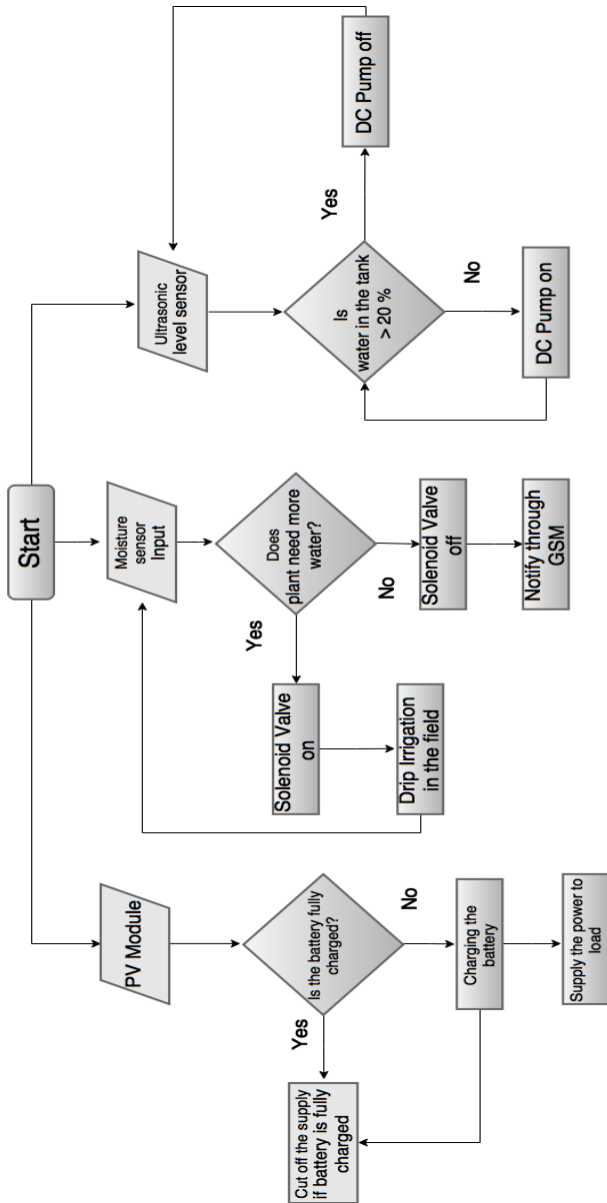 Start
PV Module
Is the battery fully
charged?
Yes
No
Cut off the supply
if battery is fully
charged
Charging the
battery
Supply the power to
load
Moisture
sensor
Input
Does
plant need more
water?
Yes
No
Solenoid Valve
on
Drip Irrigation
in the field
Solenoid Valve
off
Notify through
GSM
Ultrasonic
level sensor
Is
water in the tank
> 20 %
Yes
No
DC Pump off
DC Pump on